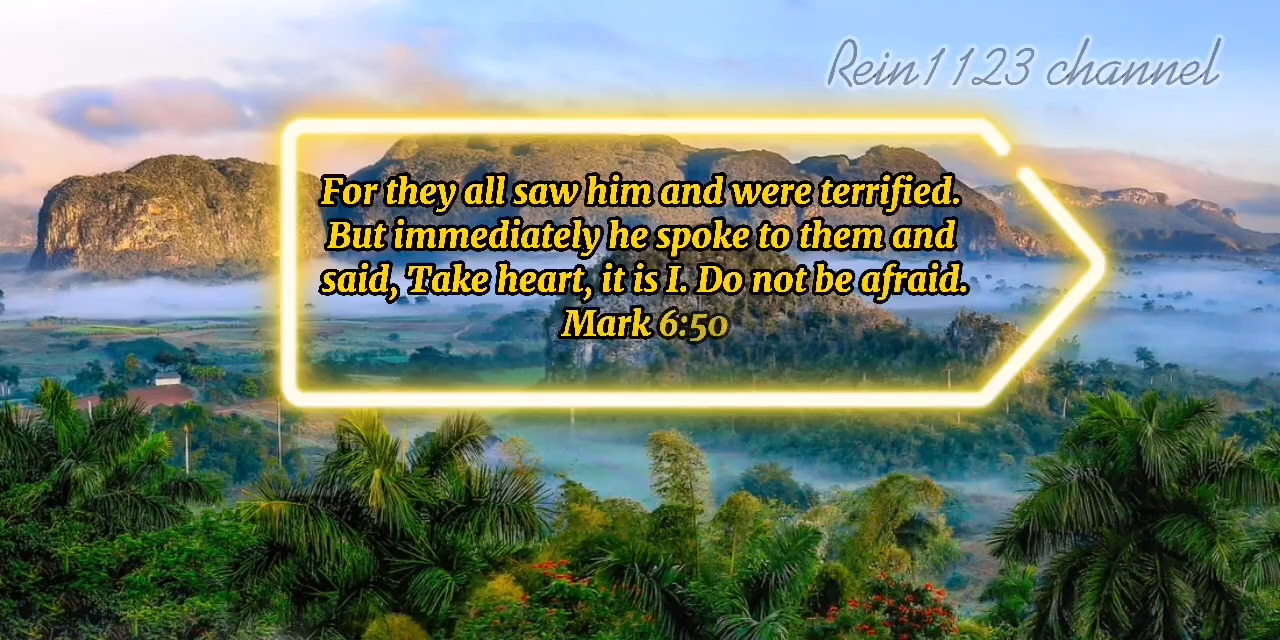 Rein1123 channel
For they all saw him and were terrified.
But immediately he spoke to them and
said, Take heart, it is I. Do not be afraid.
Mark 6:50